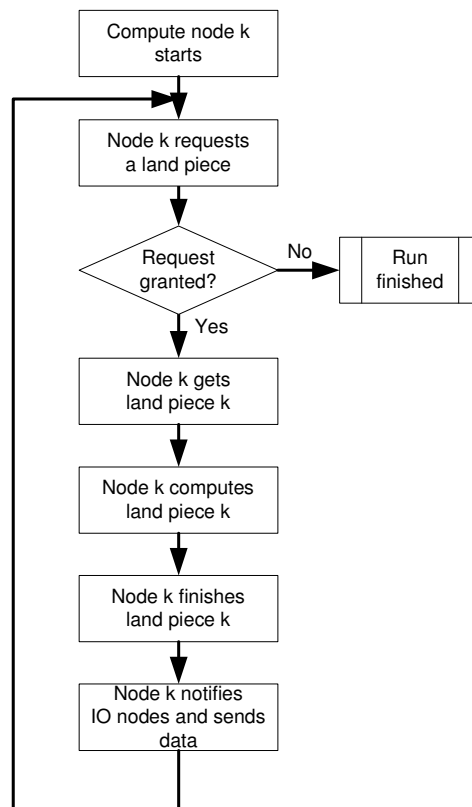 Compute node k
starts
Node k requests
a land piece
Request
granted?
No
Run
finished
Yes
Node k gets
land piece k
Node k computes
land piece k
Node k finishes
land piece k
Node k notifies
IO nodes and sends
data